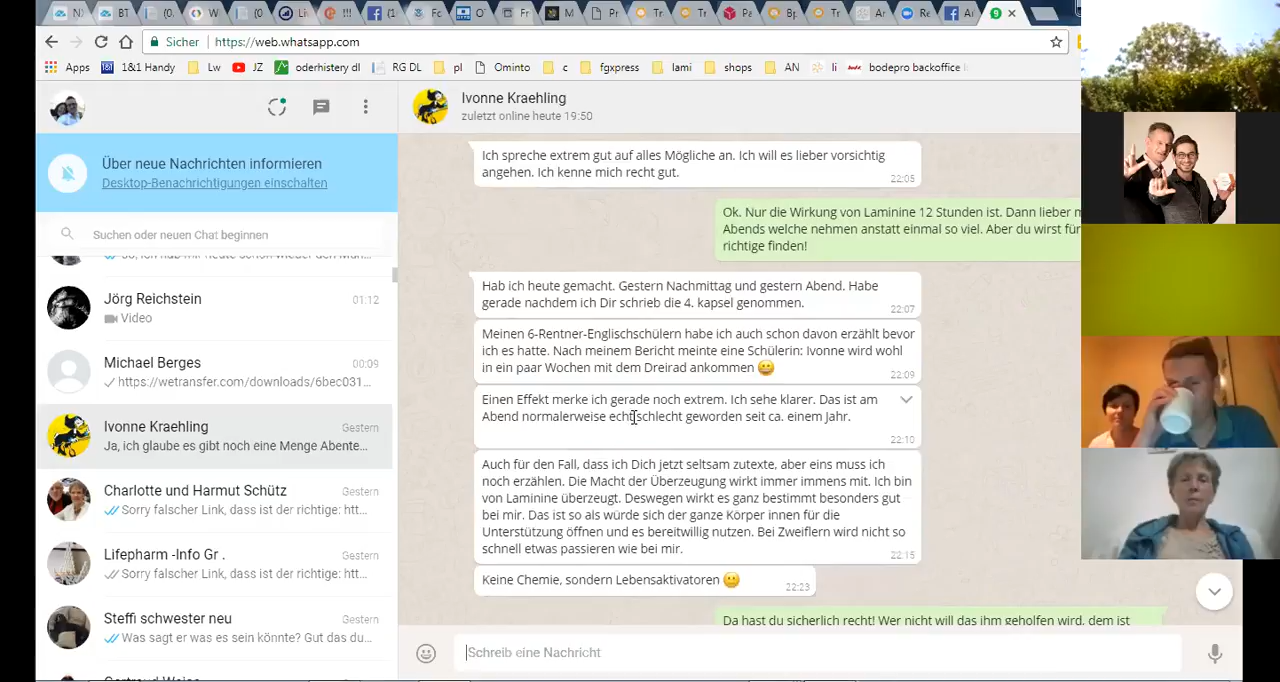 Sicher https://web.whatsapp.com
Apps 1&1 Handy Lw JZ oderhistery dl RG DL pl Ominto c fgxpress lami shops AN li bodepro backoffice
Ivonne Kraehling
zuletzt online heute 19:50
Über neue Nachrichten informieren
Desktop-Benachrichtigungen einschalten
Suchen oder neuen Chat beginnen
Jörg Reichstein 01:12
Video
Michael Berges 00:09
https://wetransfer.com/downloads/6bec031...
Ivonne Kraehling Gestern
Ja, ich glaube es gibt noch eine Menge Abente...
Charlotte und Harmut Schütz Gestern
Sorry falscher Link, das ist der richtige: htt...
Lifepharm -Info Gr . Gestern
Sorry falscher Link, dass ist der richtige: htt...
Steffi schwester neu Gestern
Was sagt er was es sein könnte? Gut das du...
Ich spreche extrem gut auf alles Mögliche an. Ich will es lieber vorsichtig
angehen. Ich kenne mich recht gut.
22:05
Ok. Nur die Wirkung von Laminine 12 Stunden ist. Dann lieber
Abends welche nehmen anstatt einmal so viel. Aber du wirst für
richtige finden!
Hab ich heute gemacht. Gestern Nachmittag und gestern Abend. Habe
gerade nachdem ich Dir schrieb die 4. kapsel genommen.
22:07
Meinen 6-Rentner-Englischschülern habe ich auch schon davon erzählt bevor
ich es hatte. Nach meinem Bericht meinte eine Schülerin: Ivonne wird wohl
in ein paar Wochen mit dem Dreirad ankommen
22:09
Einen Effekt merke ich gerade noch extrem. Ich sehe klarer. Das ist am
Abend normalerweise echt schlecht geworden seit ca. einem Jahr.
22:10
Auch für den Fall, dass ich Dich jetzt seltsam zutexte, aber eins muss ich
noch erzählen. Die Macht der Überzeugung wirkt immer immens mit. Ich bin
von Laminine überzeugt. Deswegen wirkt es ganz bestimmt besonders gut
bei mir. Das ist so als würde sich der ganze Körper innen für die
Unterstützung öffnen und es bereitwillig nutzen. Bei Zweiflern wird nicht so
schnell etwas passieren wie bei mir.
22:15
Keine Chemie, sondern Lebensaktivatoren
22:23
Da hast du sicherlich recht! Wer nicht will das ihm geholfen wird, dem ist
Schreib eine Nachricht